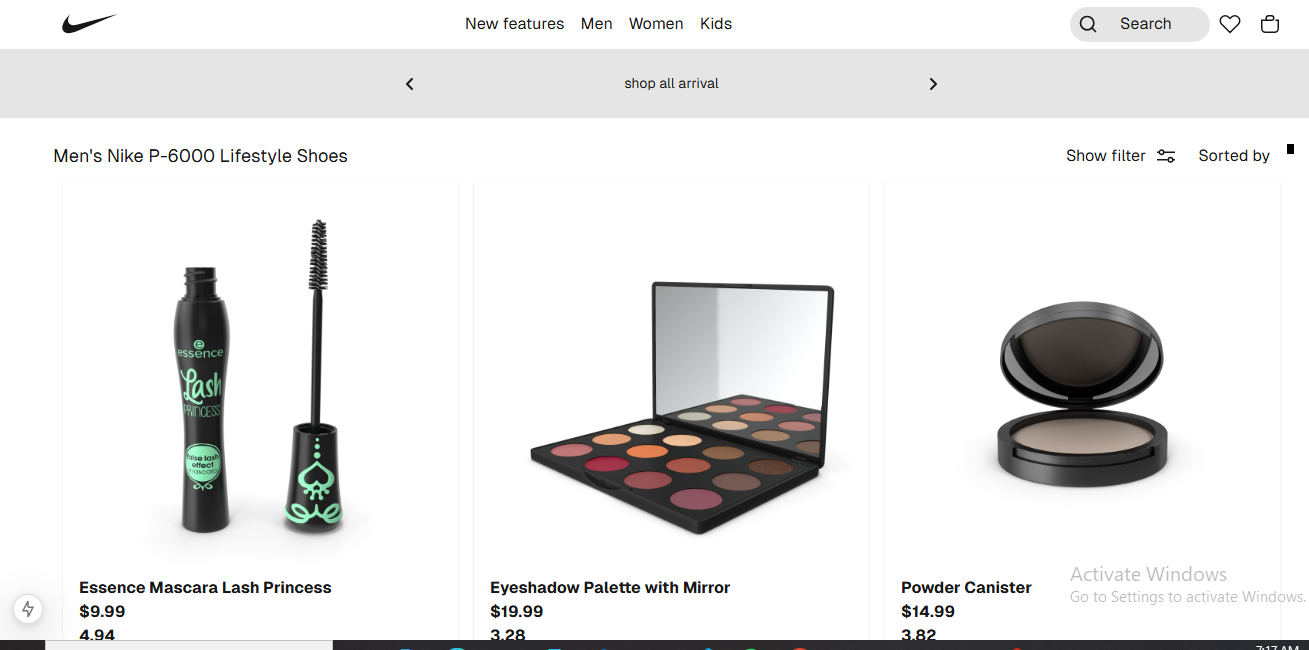 New features Men Women Kids Search
shop all arrival
Men's Nike P-6000 Lifestyle Shoes Show filter Sorted by
essence
Lash
PRINCESS
false lash
effect
mascara
Essence Mascara Lash Princess
$9.99
4.94
Eyeshadow Palette with Mirror
$19.99
3.28
Powder Canister
$14.99
3.82
Activate Windows
Go to Settings to activate Windows.
7:17 AM